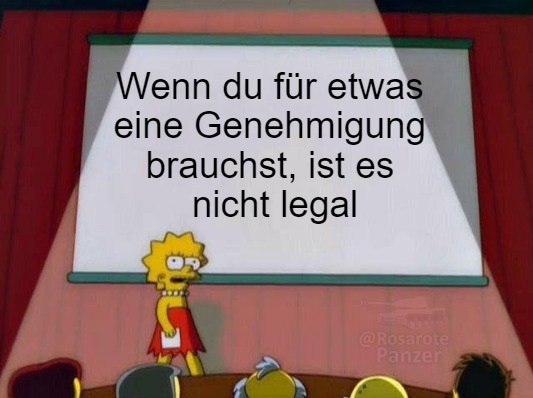 Wenn du für etwas
eine Genehmigung
brauchst, ist es
nicht legal
@Rosarote
Panzer